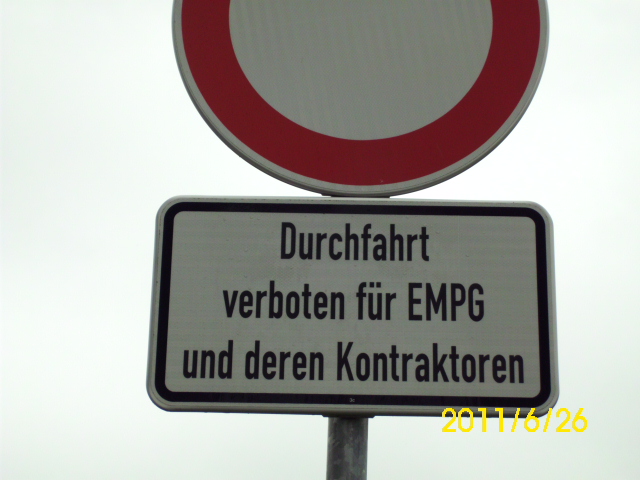 Durchfahrt
verboten für EMPG
und deren Kontraktoren
2011/6/26